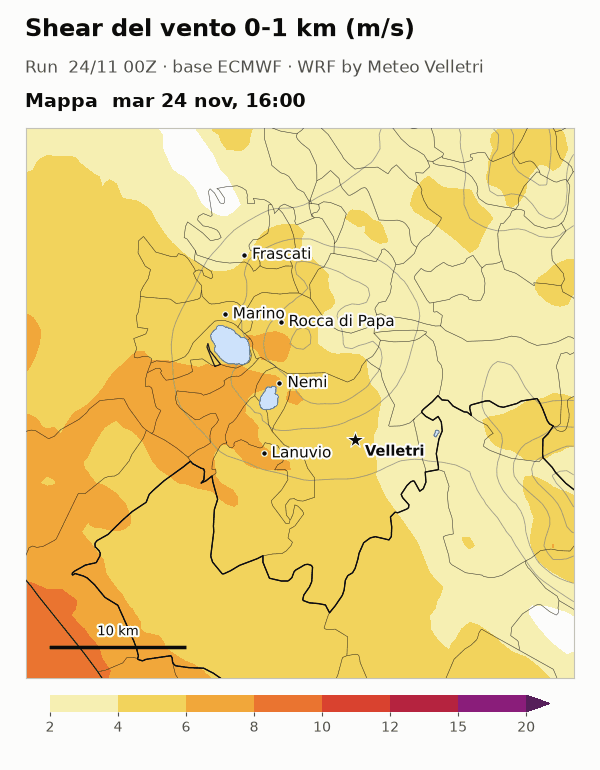 Shear del vento 0-1 km (m/s)
Run  24/11 00Z · base ECMWF · WRF by Meteo Velletri
Mappa  mar 24 nov, 16:00
Frascati
Marino
Rocca di Papa
Nemi
Velletri
Lanuvio
10 km
2 4 6 8 10 12 15 20